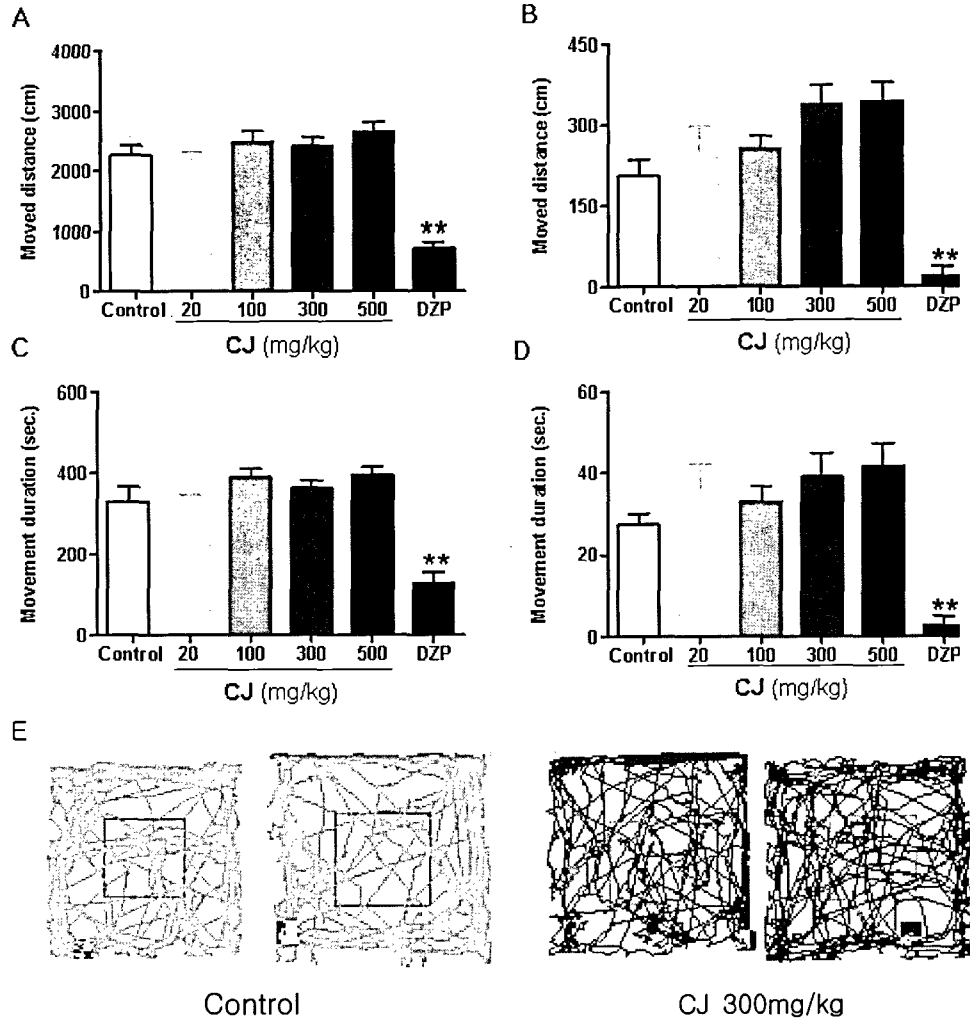 A
Moved distance (cm)
4000
3000
2000
1000
0
**
Control 20 100 300 500 DZP
CJ (mg/kg)
B
Moved distance (cm)
450
300
150
0
**
Control 20 100 300 500 DZP
CJ (mg/kg)
C
Movement duration (sec.)
600
400
200
0
**
Control 20 100 300 500 DZP
CJ (mg/kg)
D
Movement duration (sec.)
60
40
20
0
**
Control 20 100 300 500 DZP
CJ (mg/kg)
E
Control
CJ 300mg/kg